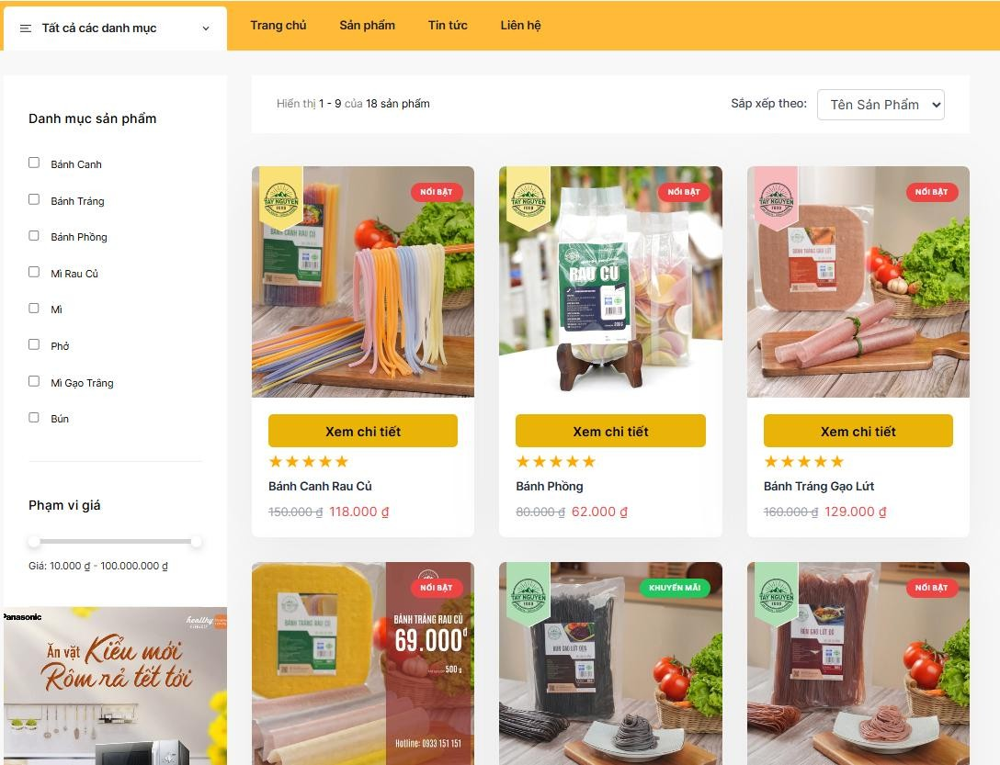 Tất cả các danh mục
Trang chủ
Sản phẩm
Tin tức
Liên hệ
Danh mục sản phẩm
Bánh Canh
Bánh Tráng
Bánh Phồng
Mì Rau Củ
Mì
Phở
Mì Gạo Trắng
Bún
Phạm vi giá
Giá: 10.000 ₫ - 100.000.000 ₫
Panasonic
healthy
Ăn vặt Kiểu mới
Rôm rả tết tới
Hiển thị 1 - 9 của 18 sản phẩm
Sắp xếp theo:
Tên Sản Phẩm
TAY NGUYEN
FOOD
NỔI BẬT
BÁNH CANH RAU CỦ
Xem chi tiết
Bánh Canh Rau Củ
150.000 ₫ 118.000 ₫
TAY NGUYEN
FOOD
NỔI BẬT
RAU CỦ
Xem chi tiết
Bánh Phồng
80.000 ₫ 62.000 ₫
TAY NGUYEN
FOOD
NỔI BẬT
BÁNH TRÁNG GẠO LỨT
Xem chi tiết
Bánh Tráng Gạo Lứt
160.000 ₫ 129.000 ₫
NỔI BẬT
BÁNH TRÁNG RAU CỦ
BÁNH TRÁNG RAU CỦ
69.000đ
500g
Hotline: 0933 151 151
TAY NGUYEN
FOOD
KHUYẾN MÃI
BÚN GẠO LỨT ĐEN
TAY NGUYEN
FOOD
NỔI BẬT
BÚN GẠO LỨT ĐỎ